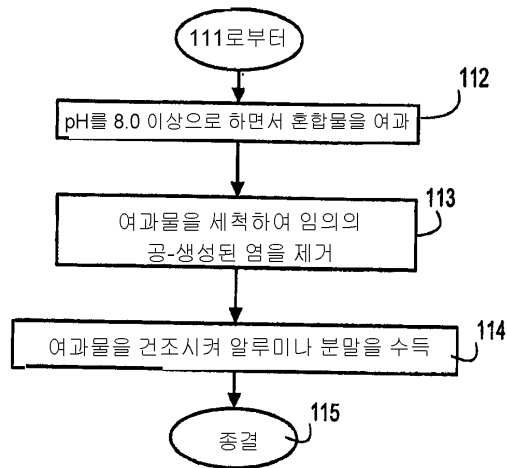 111로부터
112
pH를 8.0 이상으로 하면서 혼합물을 여과
113
여과물을 세척하여 임의의
공-생성된 염을 제거
여과물을 건조시켜 알루미나 분말을 수득
114
115
종결